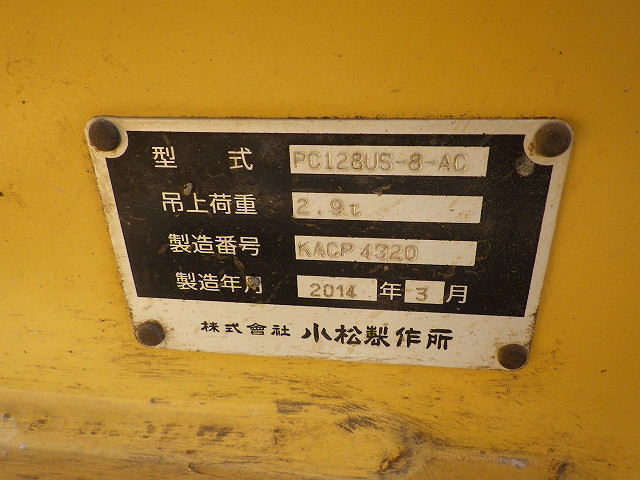 型式 PC128US-8-AC
吊上荷重 2.9t
製造番号 KACP 4320
製造年月 2014 年 3 月
株式會社 小松製作所